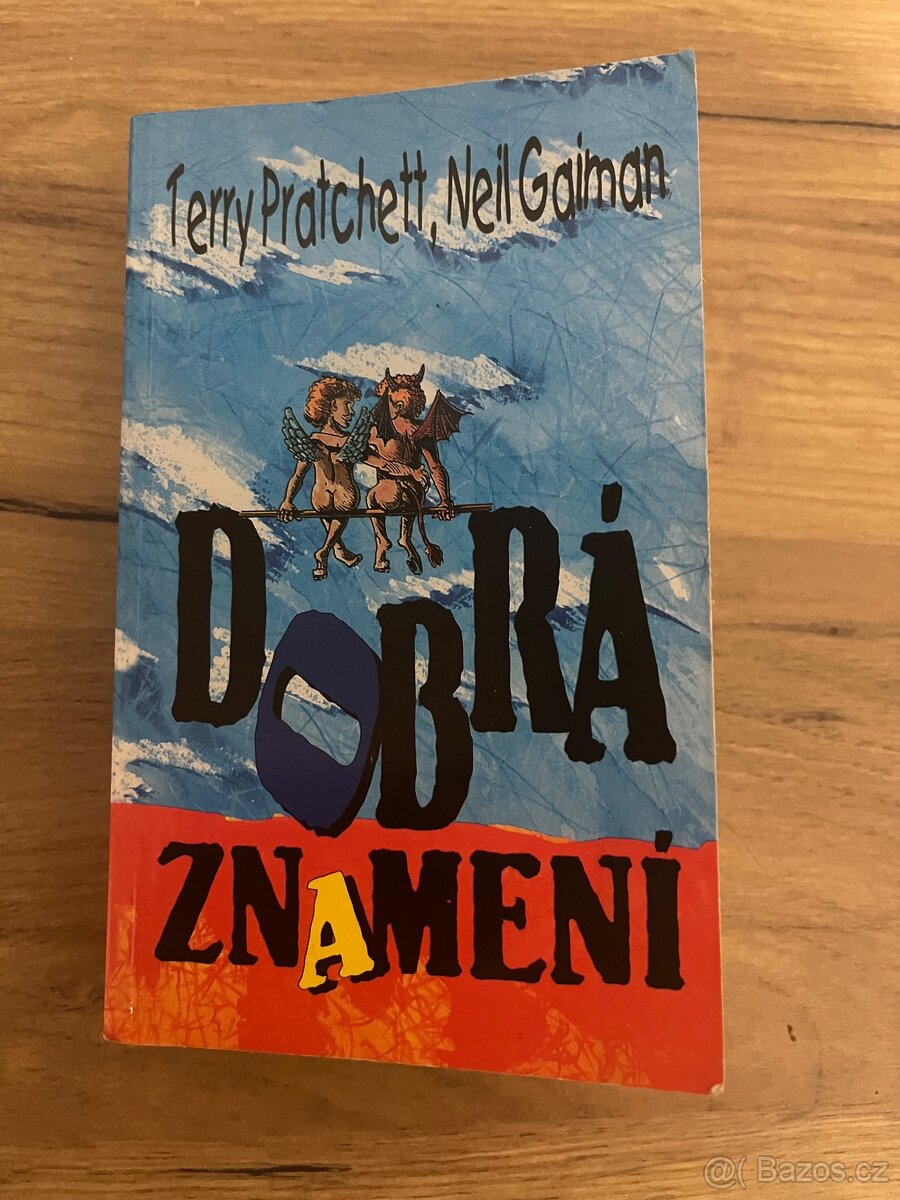 Terry Pratchett, Neil Gaiman
DOBRÁ
ZNAMENÍ
@( Bazos.cz